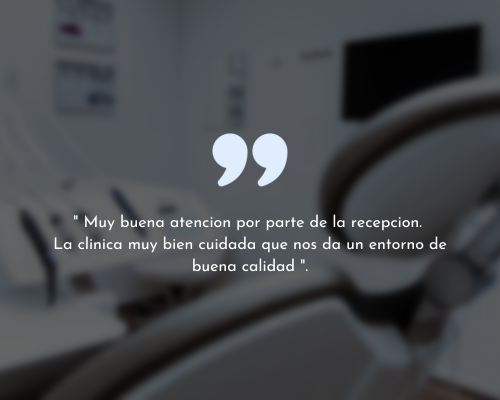 " Muy buena atencion por parte de la recepcion.
La clinica muy bien cuidada que nos da un entorno de
buena calidad ".